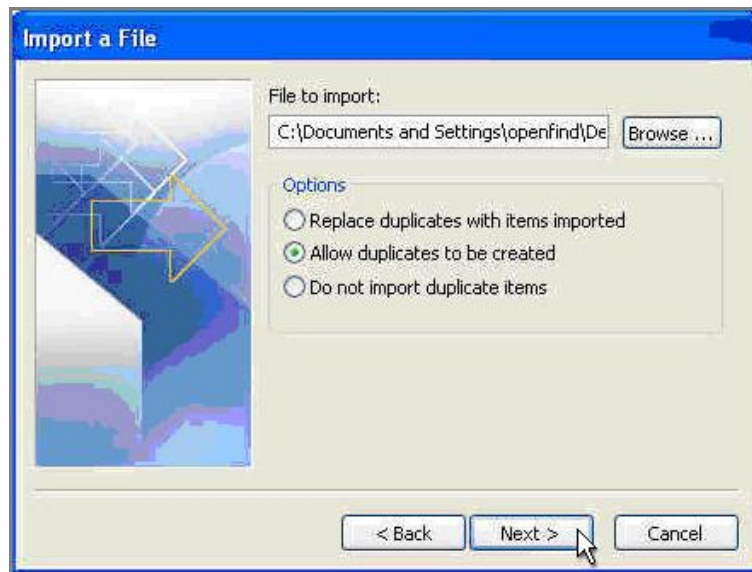 Import a File
File to import:
C:\Documents and Settings\openfind\De
Browse ...
Options
Replace duplicates with items imported
Allow duplicates to be created
Do not import duplicate items
< Back
Next >
Cancel